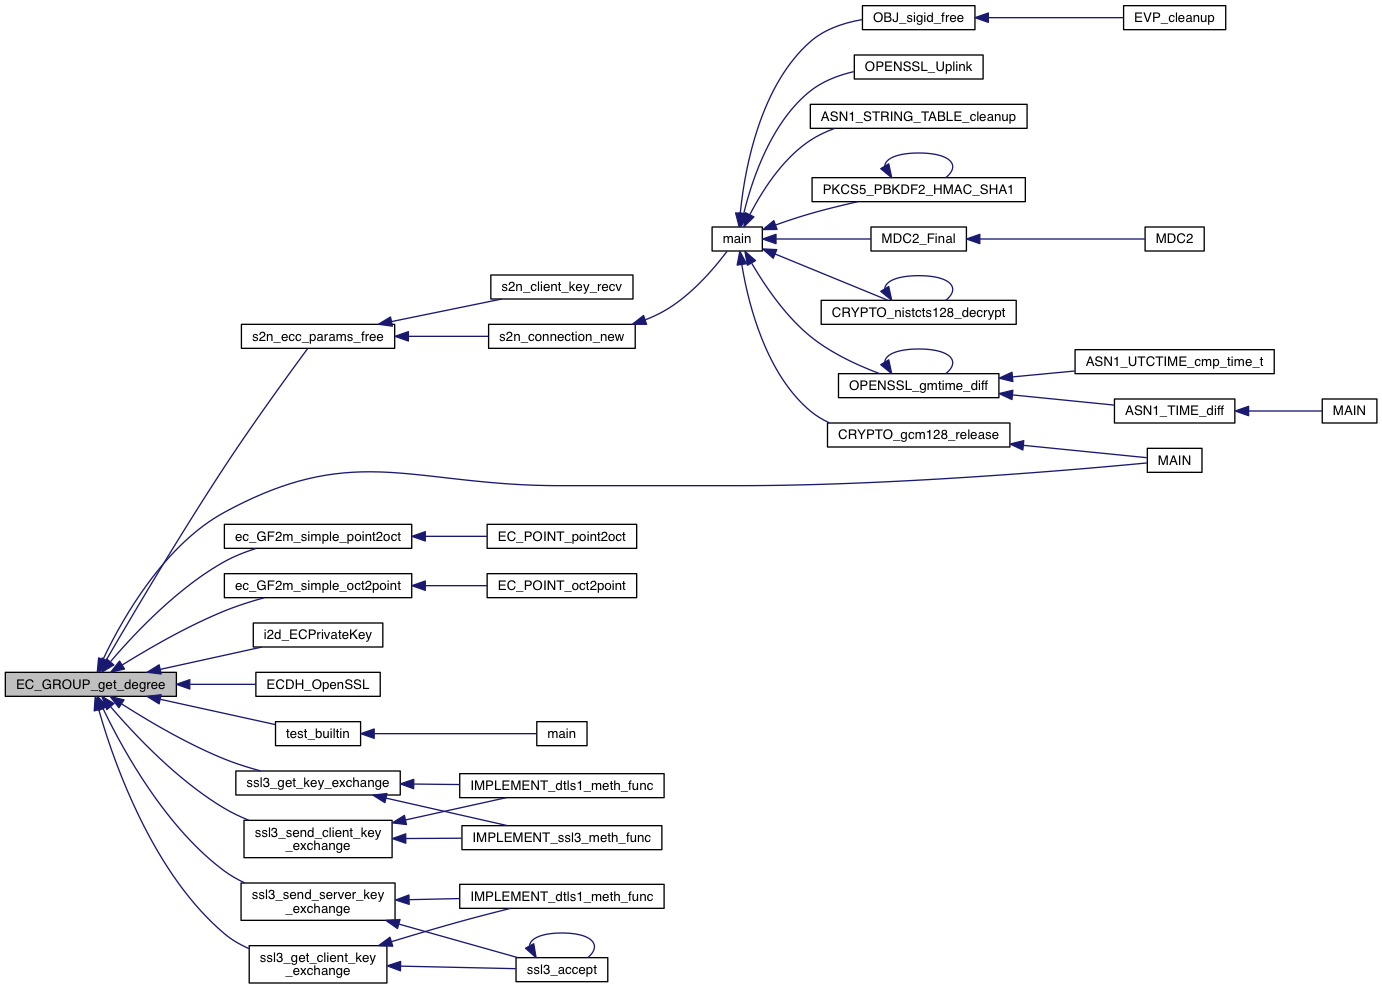 OBJ_sigid_free
EVP_cleanup
OPENSSL_Uplink
ASN1_STRING_TABLE_cleanup
PKCS5_PBKDF2_HMAC_SHA1
main
MDC2_Final
MDC2
s2n_client_key_recv
CRYPTO_nistcts128_decrypt
s2n_ecc_params_free
s2n_connection_new
ASN1_UTCTIME_cmp_time_t
OPENSSL_gmtime_diff
ASN1_TIME_diff
MAIN
CRYPTO_gcm128_release
MAIN
ec_GF2m_simple_point2oct
EC_POINT_point2oct
ec_GF2m_simple_oct2point
EC_POINT_oct2point
i2d_ECPrivateKey
EC_GROUP_get_degree
ECDH_OpenSSL
test_builtin
main
ssl3_get_key_exchange
IMPLEMENT_dtls1_meth_func
ssl3_send_client_key
_exchange
IMPLEMENT_ssl3_meth_func
ssl3_send_server_key
_exchange
IMPLEMENT_dtls1_meth_func
ssl3_get_client_key
_exchange
ssl3_accept